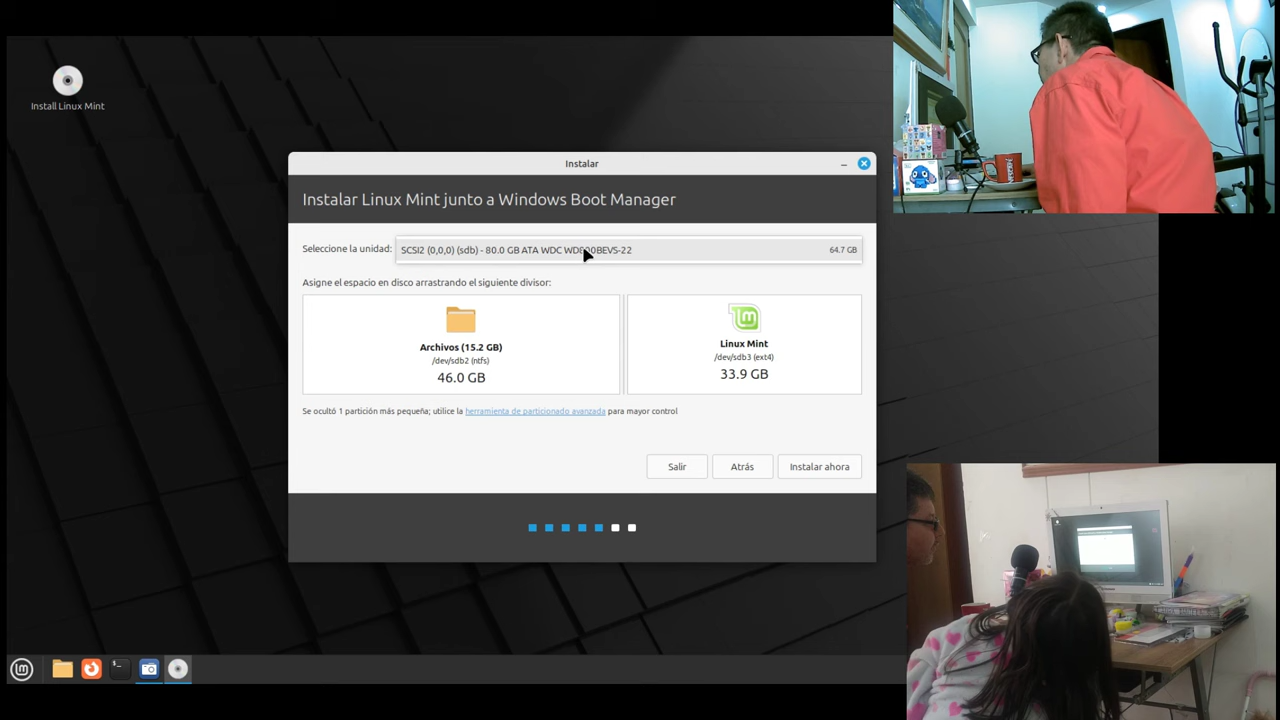 Install Linux Mint
Instalar
Instalar Linux Mint junto a Windows Boot Manager
Seleccione la unidad:
SCSI2 (0,0,0) (sdb) - 80.0 GB ATA WDC WD800BEVS-22
64.7 GB
Asigne el espacio en disco arrastrando el siguiente divisor:
Archivos (15.2 GB)
/dev/sdb2 (ntfs)
46.0 GB
Linux Mint
/dev/sdb3 (ext4)
33.9 GB
Se ocultó 1 partición más pequeña; utilice la herramienta de particionado avanzada para mayor control
Salir
Atrás
Instalar ahora